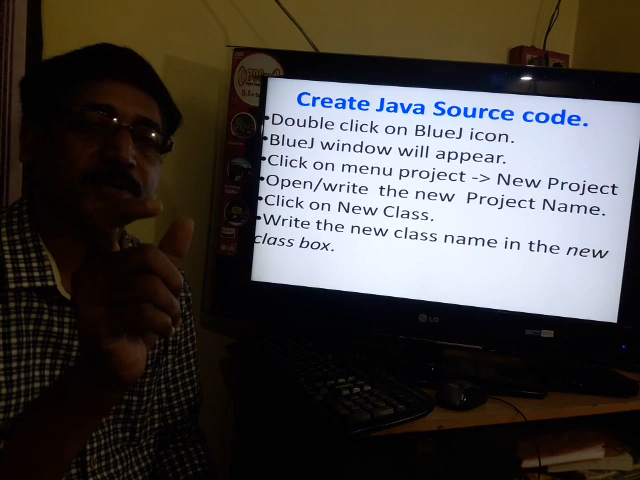 Create Java Source code.
•Double click on BlueJ icon.
•BlueJ window will appear.
•Click on menu project -> New Project
•Open/write the new Project Name.
•Click on New Class.
•Write the new class name in the new
class box.
LG